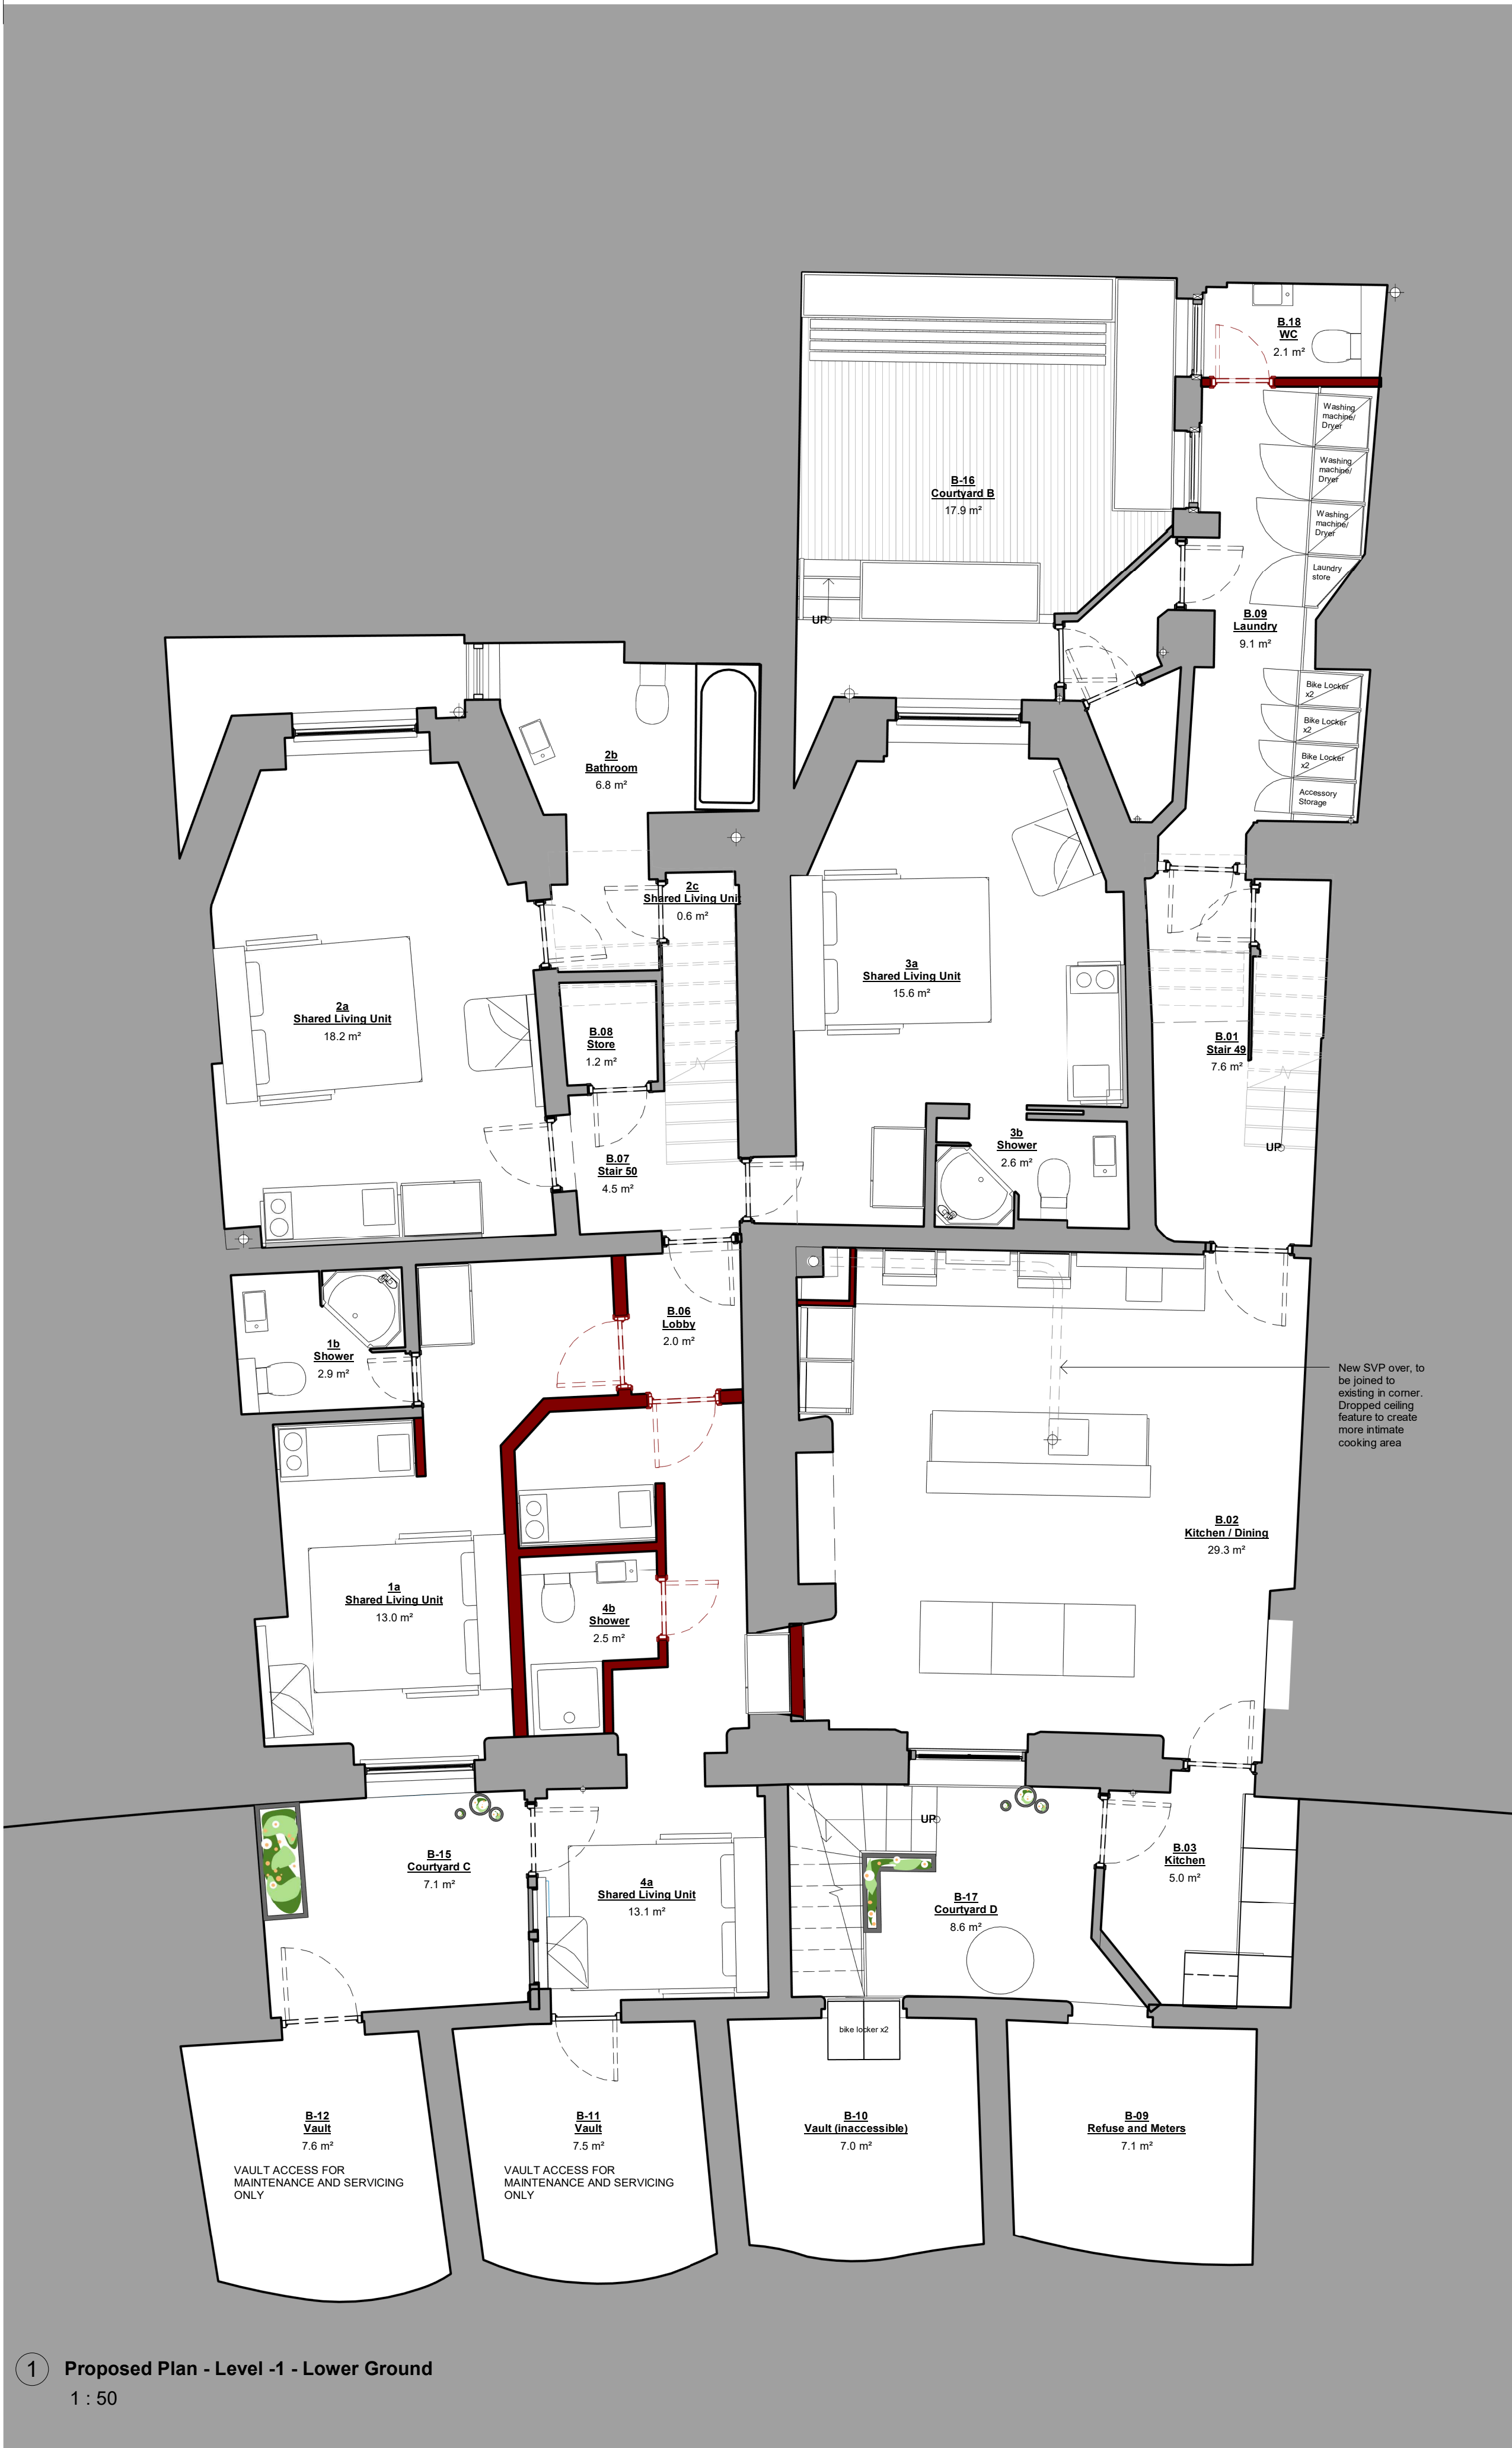 B.18
WC
2.1 m²
Washing
machine/
Dryer
Washing
machine/
Dryer
Washing
machine/
Dryer
Laundry
store
B-16
Courtyard B
17.9 m²
UP
B.09
Laundry
9.1 m²
Bike Locker
x2
Bike Locker
x2
Bike Locker
x2
Accessory
Storage
2b
Bathroom
6.8 m²
2c
Shared Living Unit
0.6 m²
2a
Shared Living Unit
18.2 m²
3a
Shared Living Unit
15.6 m²
B.08
Store
1.2 m²
B.01
Stair 49
7.6 m²
UP
B.07
Stair 50
4.5 m²
3b
Shower
2.6 m²
B.06
Lobby
2.0 m²
1b
Shower
2.9 m²
New SVP over, to
be joined to
existing in corner.
Dropped ceiling
feature to create
more intimate
cooking area
B.02
Kitchen / Dining
29.3 m²
1a
Shared Living Unit
13.0 m²
4b
Shower
2.5 m²
UP
B-15
Courtyard C
7.1 m²
4a
Shared Living Unit
13.1 m²
B-17
Courtyard D
8.6 m²
B.03
Kitchen
5.0 m²
bike locker x2
B-12
Vault
7.6 m²
VAULT ACCESS FOR
MAINTENANCE AND SERVICING
ONLY
B-11
Vault
7.5 m²
VAULT ACCESS FOR
MAINTENANCE AND SERVICING
ONLY
B-10
Vault (inaccessible)
7.0 m²
B-09
Refuse and Meters
7.1 m²
1
Proposed Plan - Level -1 - Lower Ground
1 : 50